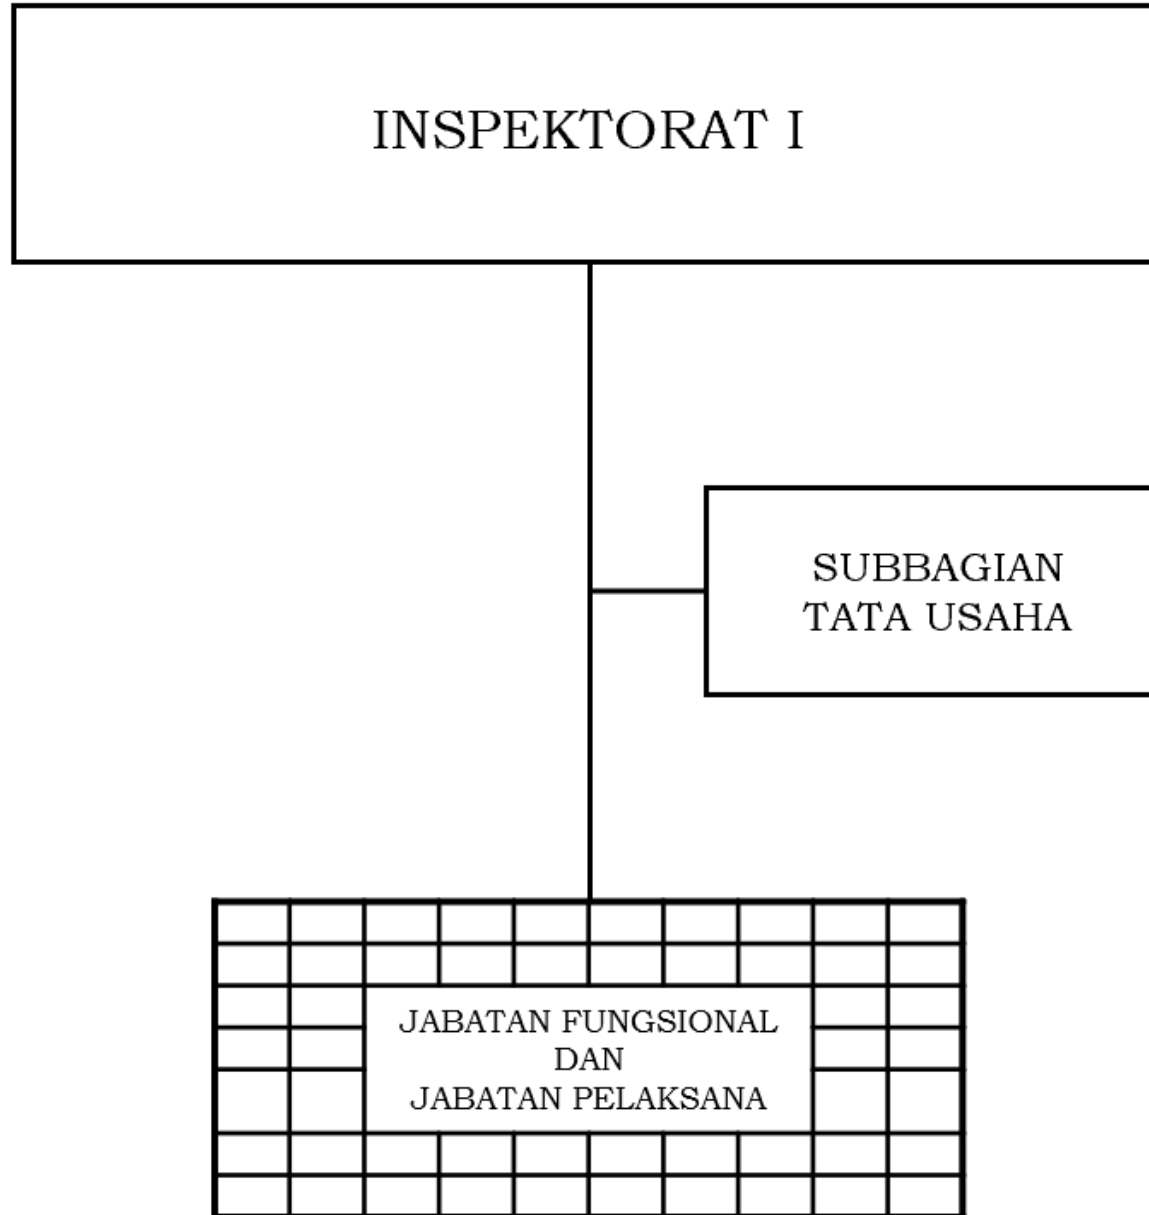 INSPEKTORAT I
SUBBAGIAN
TATA USAHA
JABATAN FUNGSIONAL
DAN
JABATAN PELAKSANA